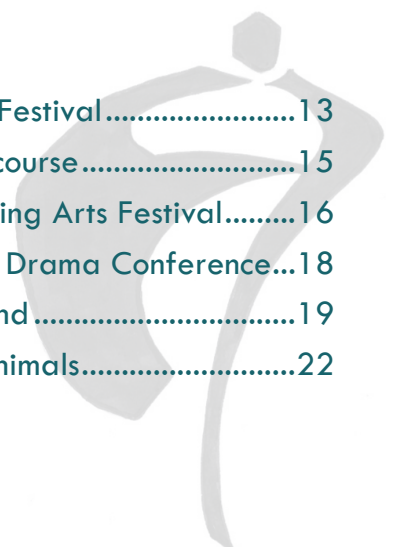 Festival.......................13
course..........................15
ing Arts Festival.........16
Drama Conference...18
nd...............................19
nimals.........................22